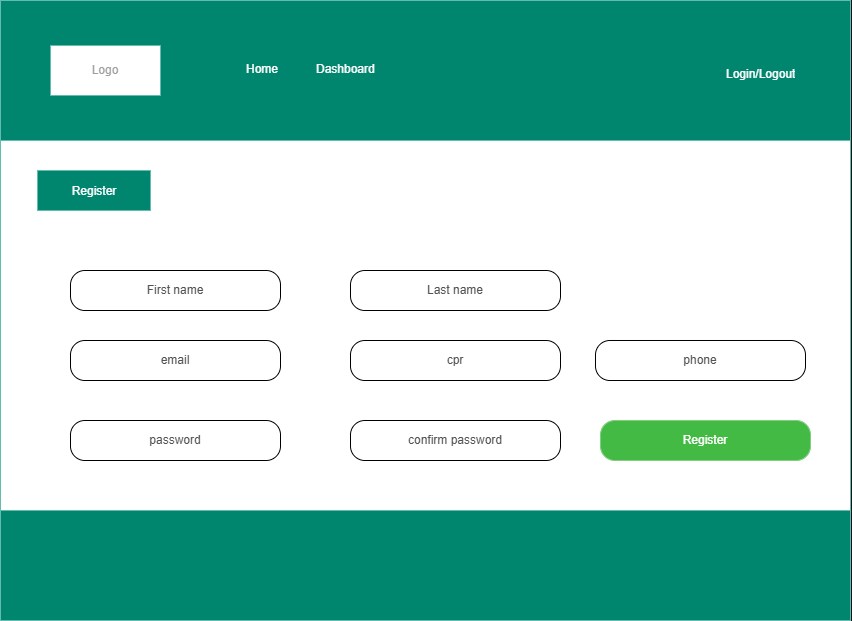 Logo
Home
Dashboard
Login/Logout
Register
First name
Last name
email
cpr
phone
password
confirm password
Register